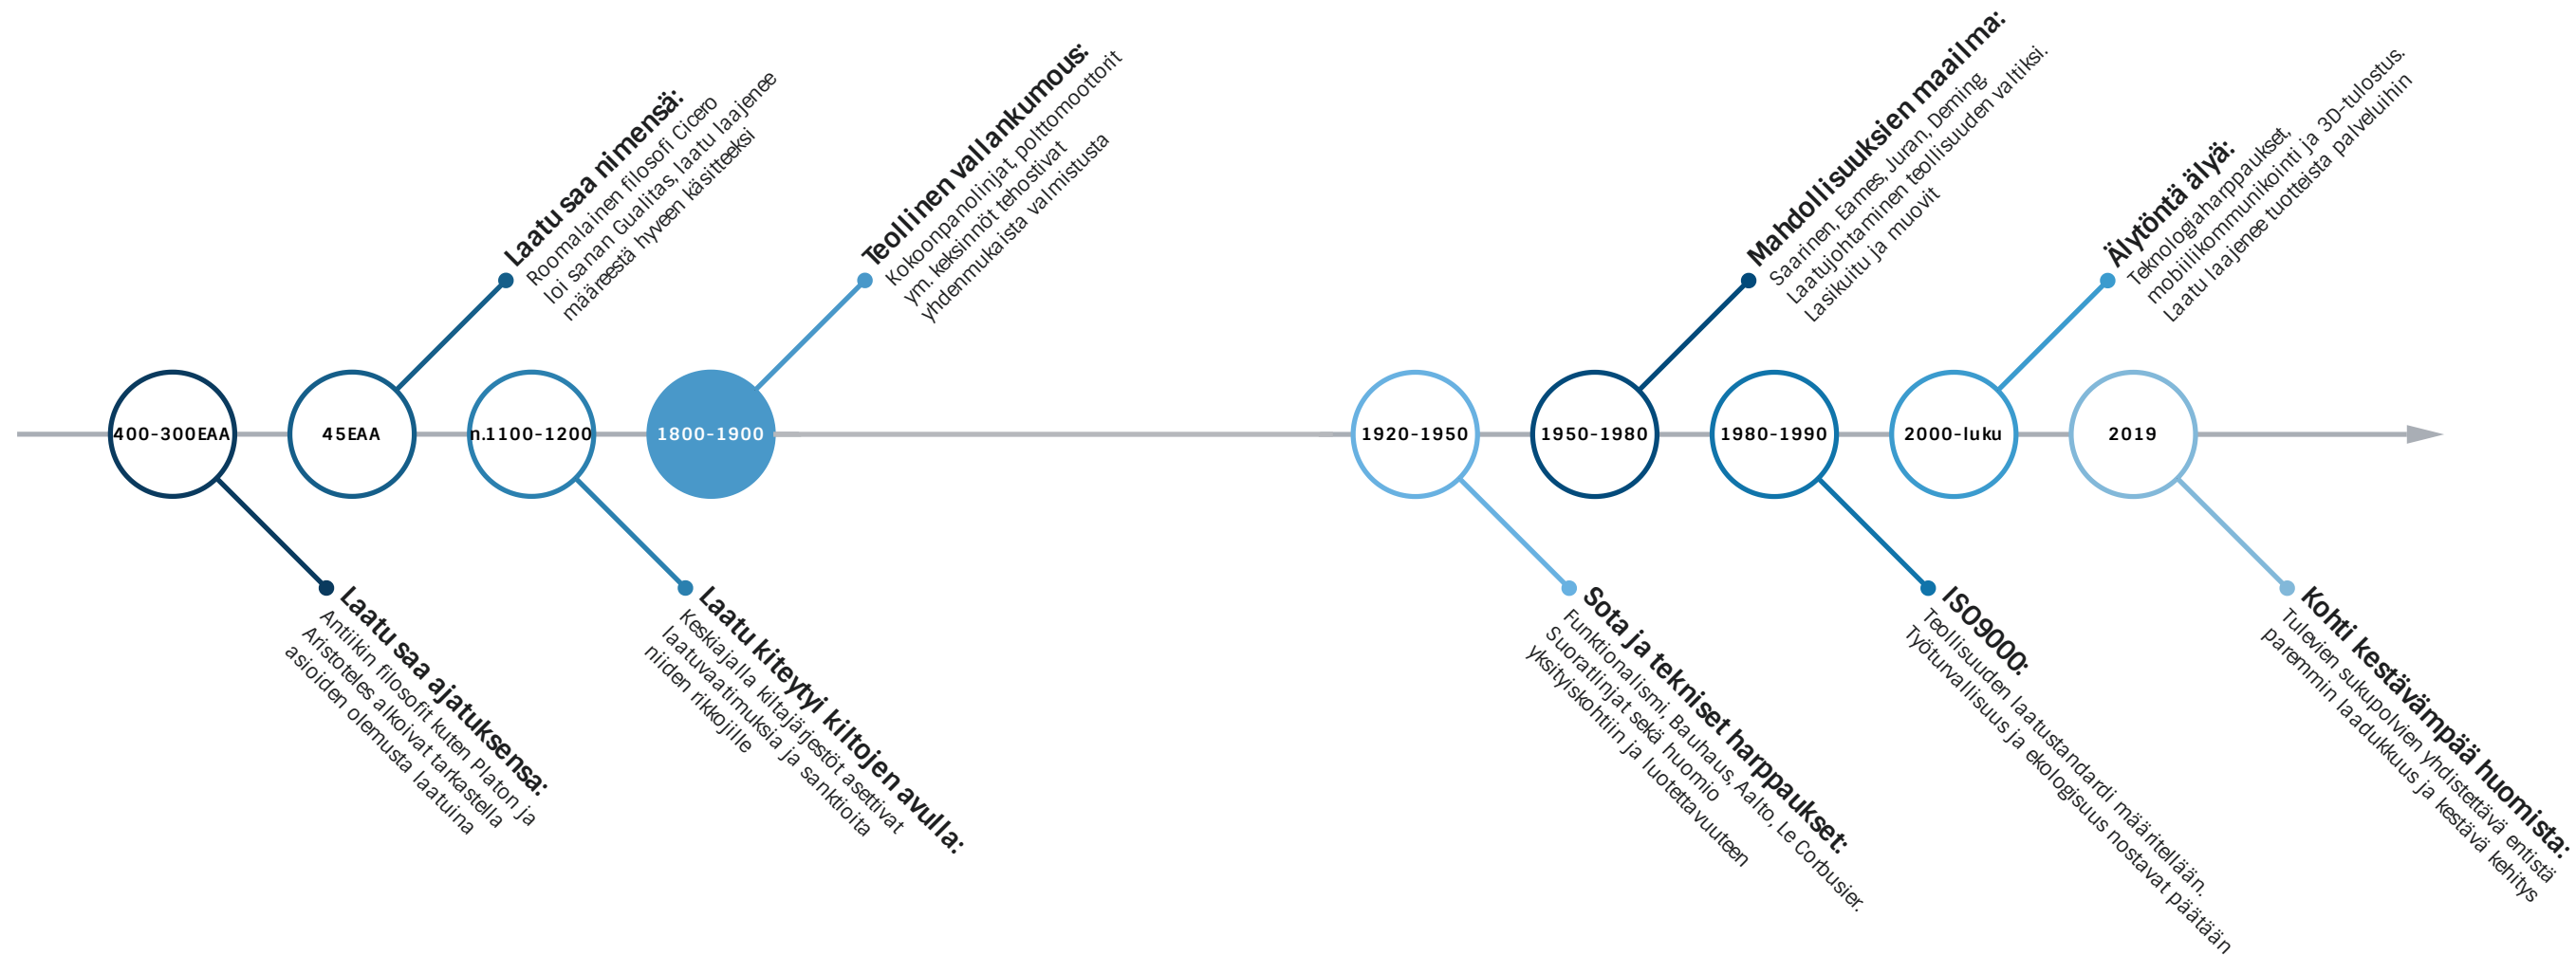 400-300EAA
Laatu saa ajatuksensa:
Antiikin filosofit kuten Platon ja
Aristoteles alkoivat tarkastella
asioiden olemusta laatuina
45EAA
Laatu saa nimensä:
Roomalainen filosofi Cicero
loi sanan Gualitas, laatu laajenee
määreestä hyveen käsitteeksi
n.1100-1200
Laatu kiteytyi kiltojen avulla:
Keskiajalla kiltajärjestöt asettivat
laatuvaatimuksia ja sanktioita
niiden rikkojille
1800-1900
Teollinen vallankumous:
Kokoonpanolinjat, polttomoottorit
ym. keksinnöt tehostivat
yhdenmukaista valmistusta
1920-1950
Sota ja tekniset harppaukset:
Funktionalismi, Bauhaus, Aalto, Le Corbusier.
Suoratlinjat sekä huomio
yksityiskohtiin ja luotettavuuteen
1950-1980
Mahdollisuuksien maailma:
Saarinen, Eames, Juran, Deming
Laatujohtaminen teollisuuden valtiksi.
Lasikuitu ja muovit
1980-1990
ISO9000:
Teollisuuden laatustandardi määritellään.
Työturvallisuus ja ekologisuus nostavat päätään
2000-luku
Älytöntä älyä:
Teknologiaharppaukset,
mobiilikommunikointi ja 3D-tulostus.
Laatu laajenee tuotteista palveluihin
2019
Kohti kestävämpää huomista:
Tulevien sukupolvien yhdistettävä entistä
paremmin laadukkuus ja kestävä kehitys